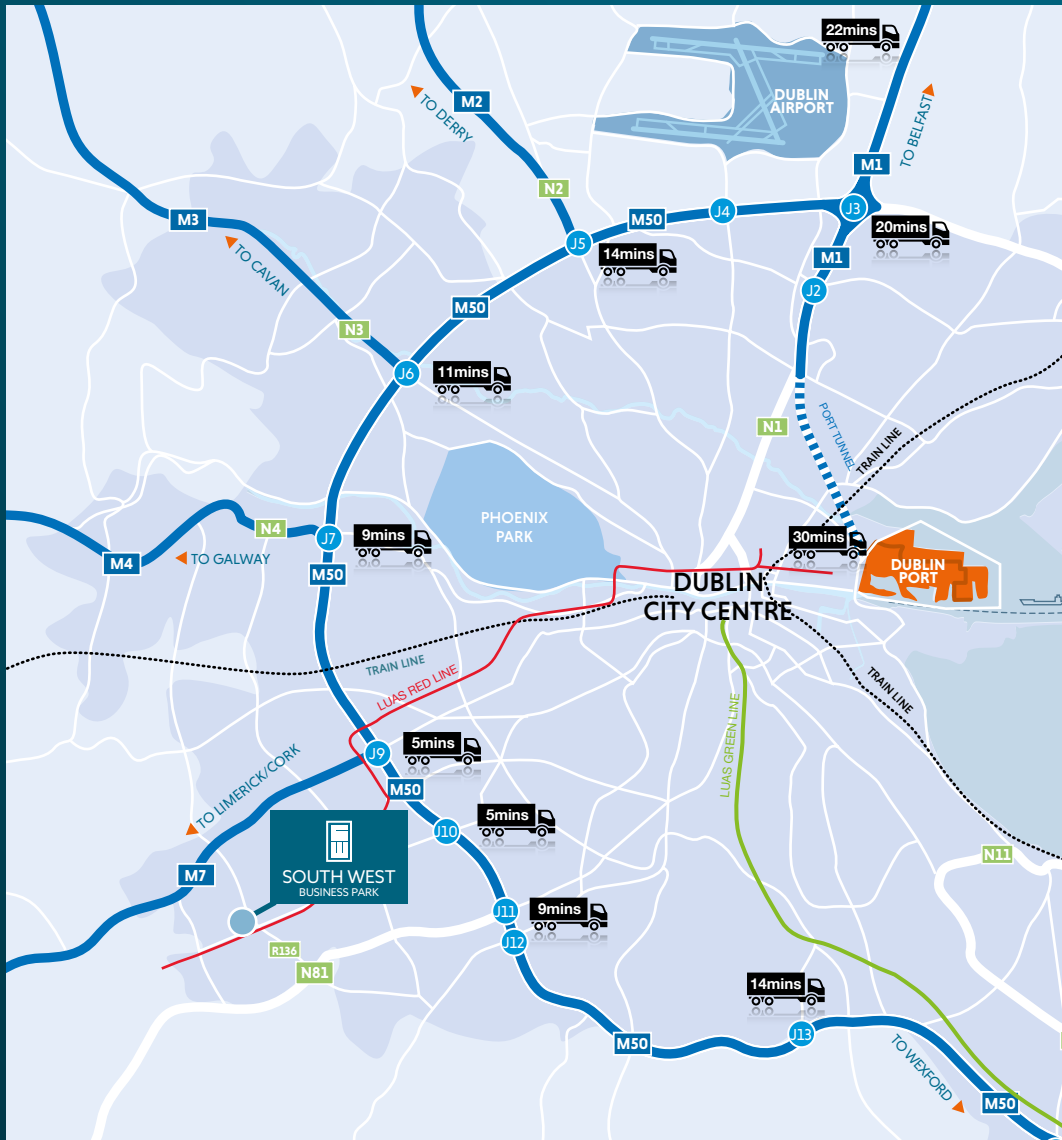 22mins
M2
TO DERRY
DUBLIN
AIRPORT
TO BELFAST
M1
N2
M3
M50
J4
J3
J5
20mins
TO CAVAN
14mins
M1
J2
M50
N3
J6
11mins
N1
PORT TUNNEL
TRAIN LINE
PHOENIX
PARK
N4
J7
9mins
30mins
M4
TO GALWAY
M50
DUBLIN
PORT
DUBLIN
CITY CENTRE
TRAIN LINE
LUAS RED LINE
TRAIN LINE
LUAS GREEN LINE
J9
5mins
TO LIMERICK/CORK
M50
J10
5mins
N11
M7
SOUTH WEST
BUSINESS PARK
J11
9mins
J12
R136
N81
14mins
J13
M50
TO WEXFORD
M50